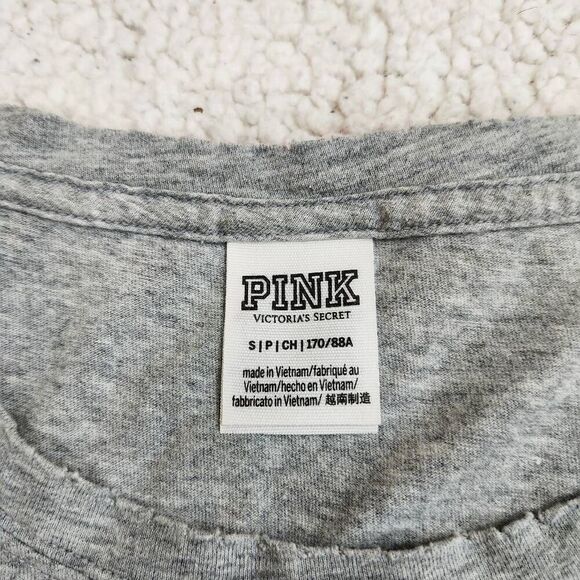 PINK
VICTORIA'S SECRET
S | P | CH | 170/88A
made in Vietnam/fabriqué au
Vietnam/hecho en Vietnam/
fabbricato in Vietnam/ 越南制造